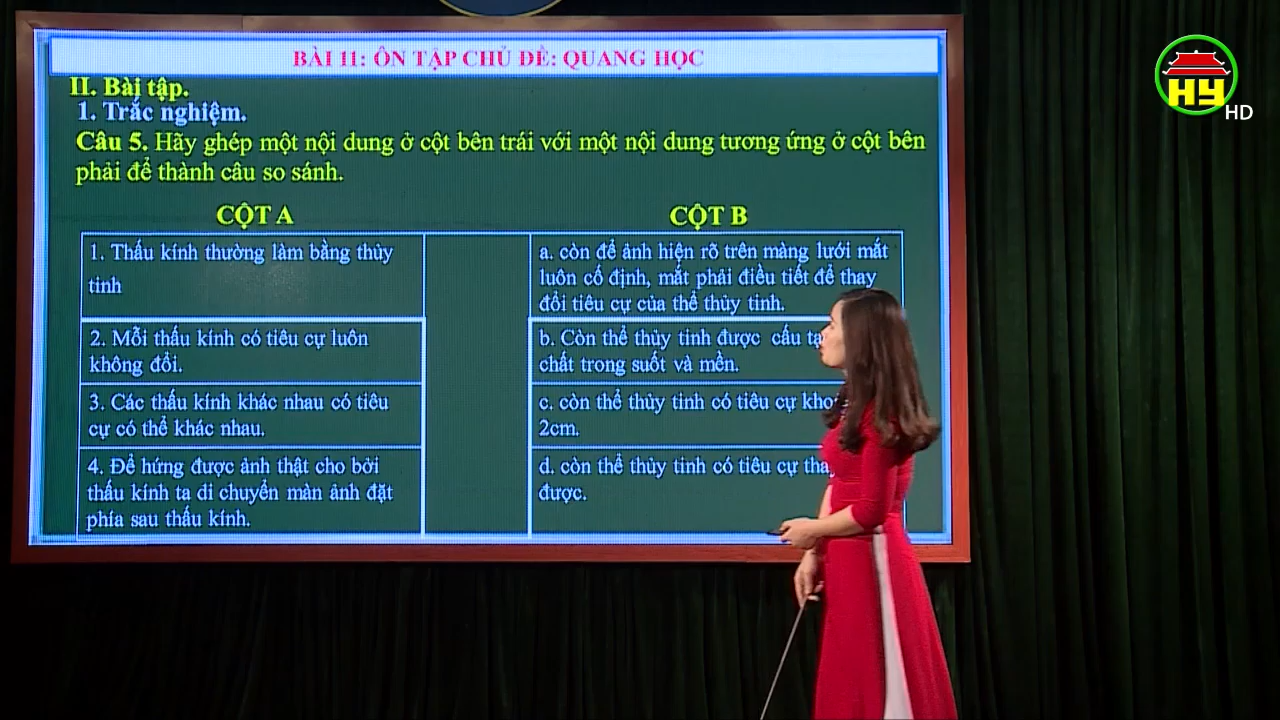 BÀI 11: ÔN TẬP CHỦ ĐỀ: QUANG HỌC
HY
HD
II. Bài tập.
1. Trắc nghiệm.
Câu 5. Hãy ghép một nội dung ở cột bên trái với một nội dung tương ứng ở cột bên
phải để thành câu so sánh.
CỘT A
CỘT B
1. Thấu kính thường làm bằng thủy
tinh
a. còn để ảnh hiện rõ trên màng lưới mắt
luôn cố định, mắt phải điều tiết để thay
đổi tiêu cự của thể thủy tinh.
2. Mỗi thấu kính có tiêu cự luôn
không đổi.
b. Còn thể thủy tinh được cấu
chất trong suốt và mền.
3. Các thấu kính khác nhau có tiêu
cự có thể khác nhau.
c. còn thể thủy tinh có tiêu cự
2cm.
4. Để hứng được ảnh thật cho bởi
thấu kính ta di chuyển màn ảnh đặt
phía sau thấu kính.
d. còn thể thủy tinh có tiêu cự
được.